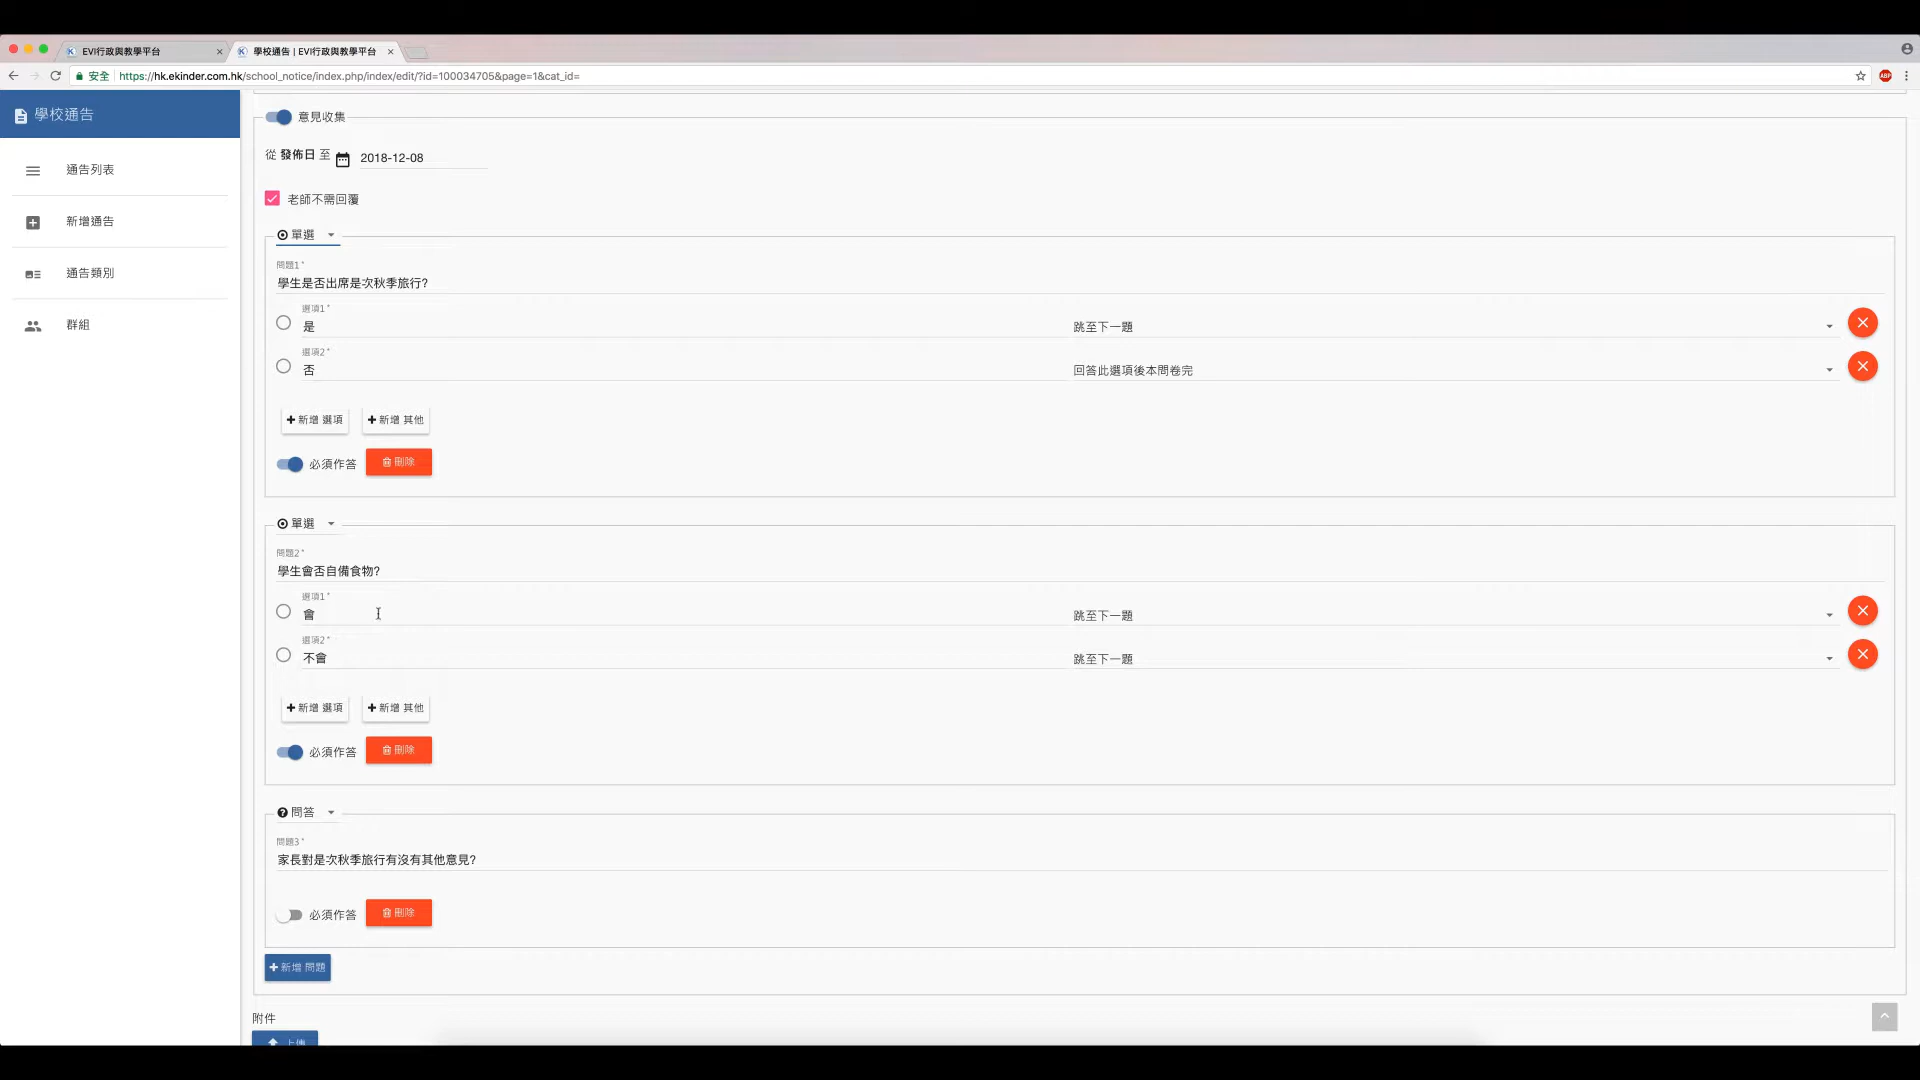 EVI行政與教學平台
學校通告 | EVI行政與教學平台
安全 https://hk.ekinder.com.hk/school_notice/index.php/index/edit/?id=100034705&page=1&cat_id=
ABP
學校通告
通告列表
新增通告
通告類別
群組
意見收集
從 發佈日 至 2018-12-08
老師不需回覆
單選
問題1 *
學生是否出席是次秋季旅行?
選項1 *
是 跳至下一題
選項2 *
否 回答此選項後本問卷完
新增 選項 新增 其他
必須作答 刪除
單選
問題2 *
學生會否自備食物?
選項1 *
會 跳至下一題
選項2 *
不會 跳至下一題
新增 選項 新增 其他
必須作答 刪除
問答
問題3 *
家長對是次秋季旅行有沒有其他意見?
必須作答 刪除
新增 問題
附件
上傳